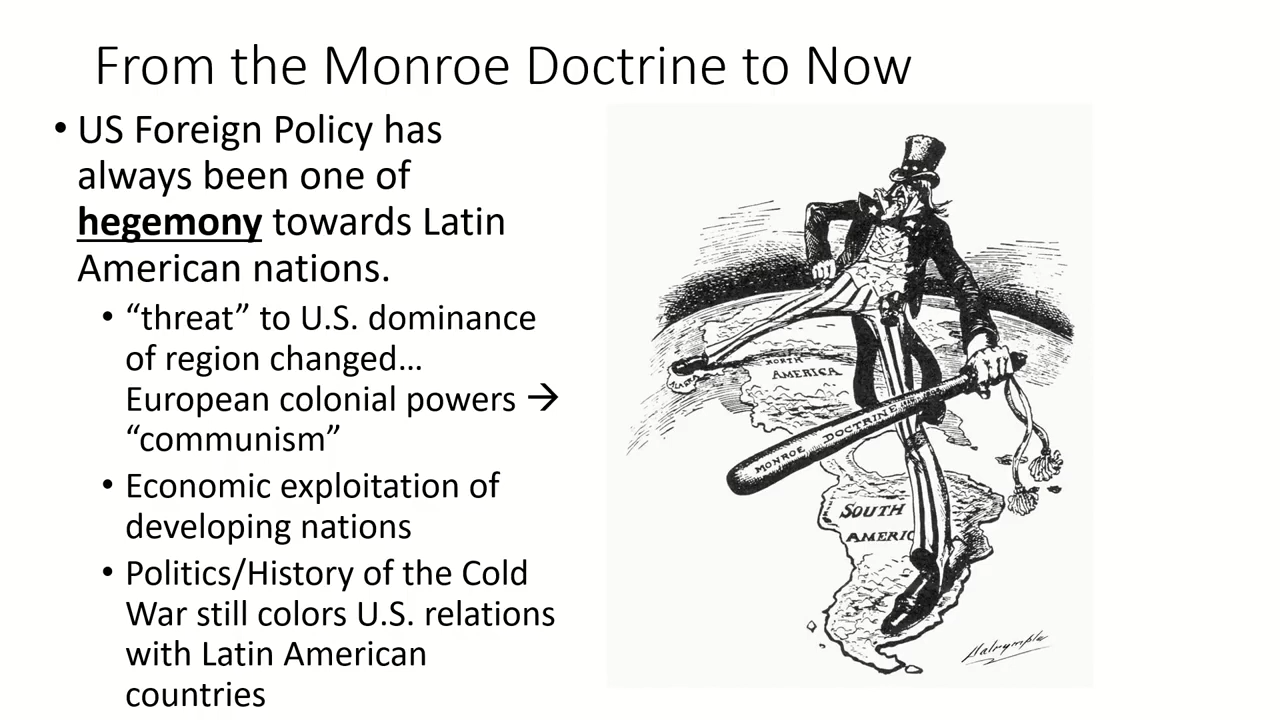 From the Monroe Doctrine to Now
• US Foreign Policy has
always been one of
hegemony towards Latin
American nations.
• “threat” to U.S. dominance
of region changed…
European colonial powers →
“communism”
• Economic exploitation of
developing nations
• Politics/History of the Cold
War still colors U.S. relations
with Latin American
countries
ALASKA
NORTH
AMERICA
MONROE DOCTRINE
SOUTH
AMERIC
Dalrymple